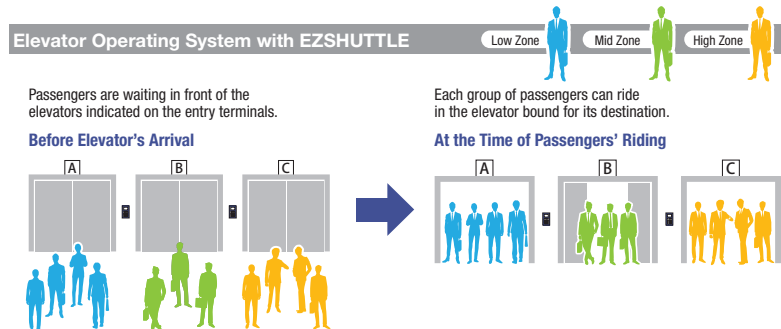 Elevator Operating System with EZSHUTTLE
Low Zone
Mid Zone
High Zone
Passengers are waiting in front of the
elevators indicated on the entry terminals.
Before Elevator's Arrival
A
B
C
Each group of passengers can ride
in the elevator bound for its destination.
At the Time of Passengers' Riding
A
B
C